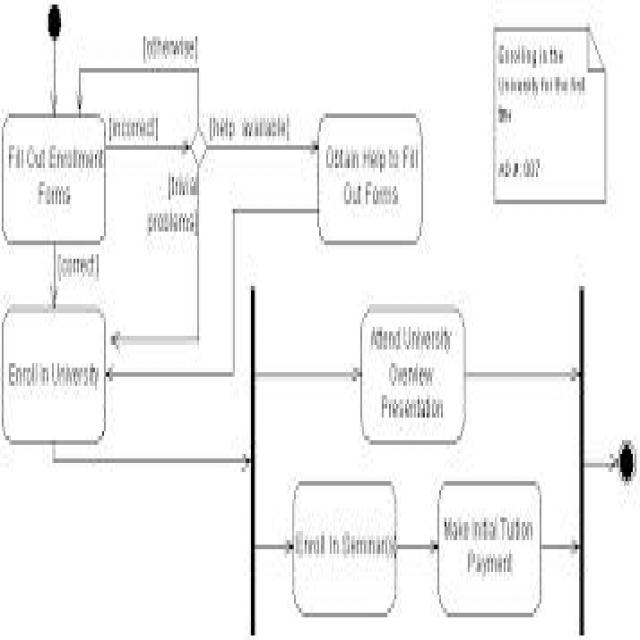 [otherwise]
Enrolling in the
University for the first
time
[incorrect]
[help available]
Fill Out Enrollment
Forms
Obtain Help to Fill
Out Forms
AD #: 007
[trivial
problems]
[correct]
Enroll in University
Attend University
Overview
Presentation
Enroll In Seminar(s)
Make Initial Tuition
Payment